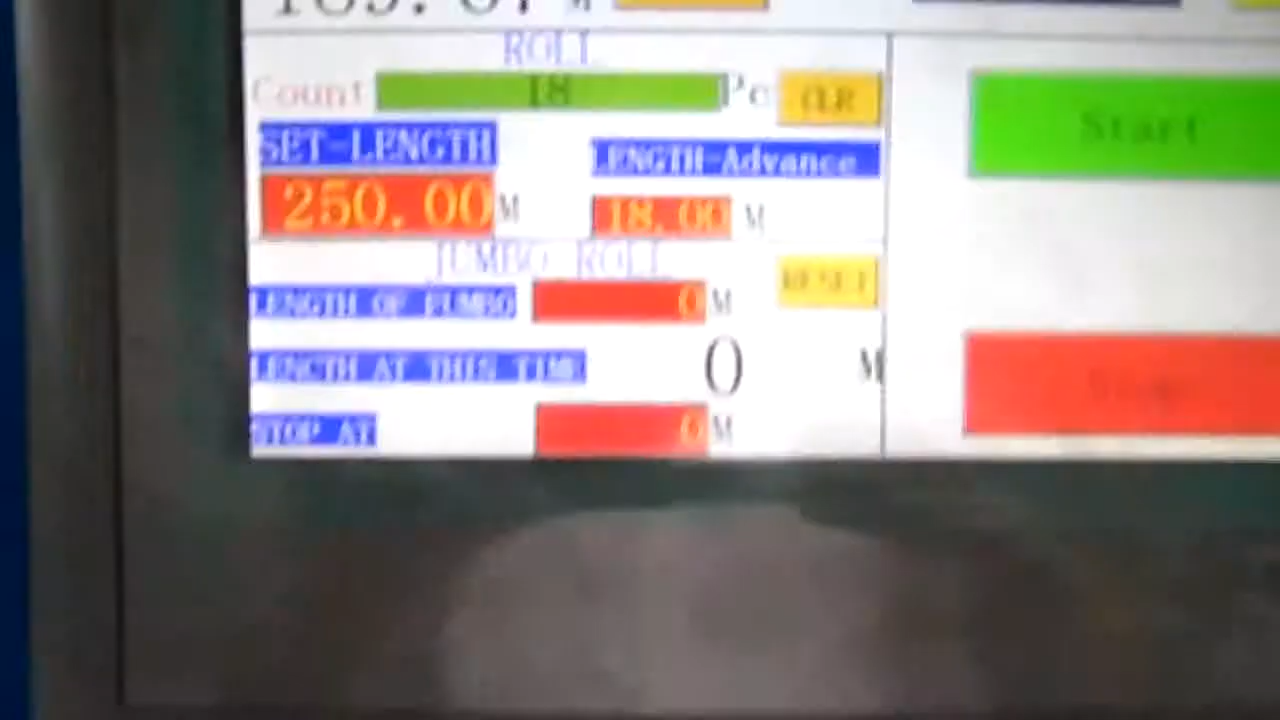 ROLL
Count 18 Pc CLR
SET-LENGTH
LENGTH-Advance
250.00 M
18.00 M
JUMBO ROLL
RESET
LENGTH OF FUMBO 0 M
LENGTH AT THIS TIME 0 M
STOP AT 0 M
Start